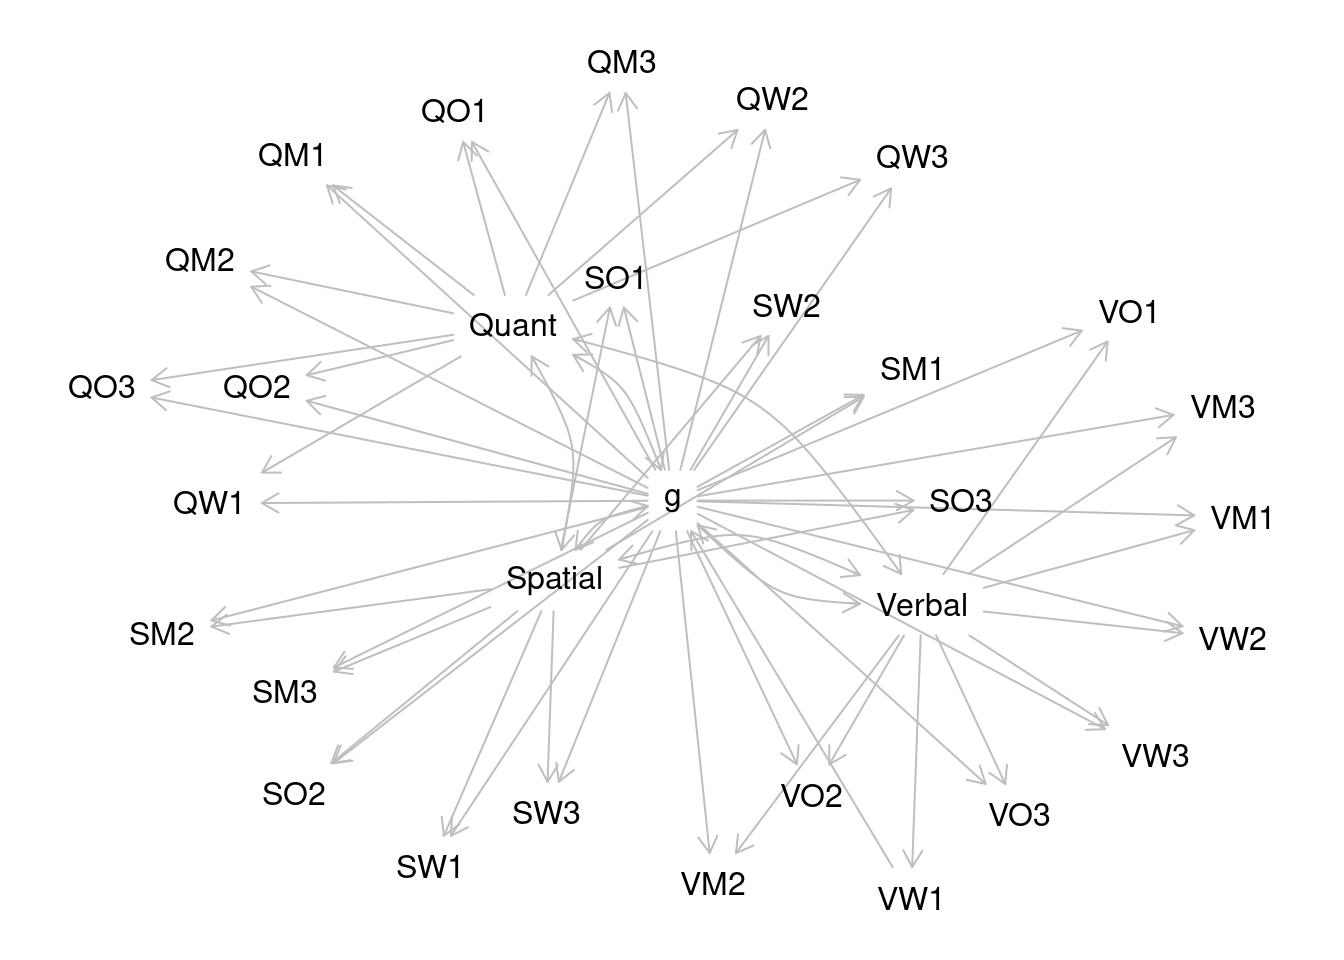 QM3
QW2
QO1
QM1
QW3
QM2
SO1
SW2
VO1
Quant
SM1
QO3
QO2
VM3
QW1
g
SO3
VM1
Spatial
Verbal
SM2
VW2
SM3
VW3
SO2
VO2
SW3
VO3
SW1
VM2
VW1